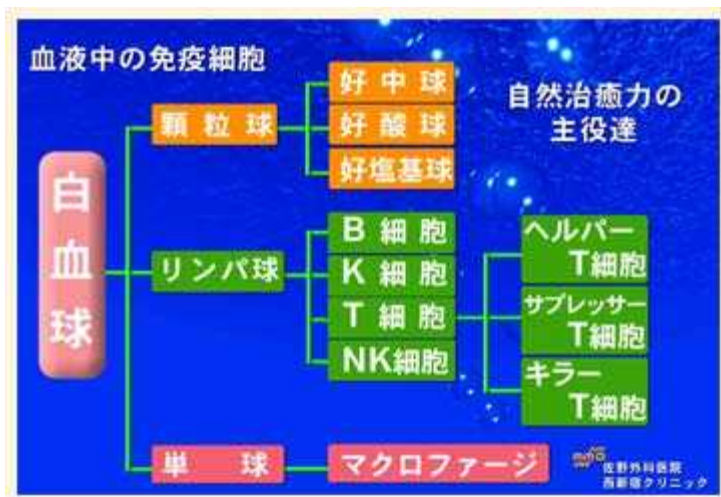 血液中の免疫細胞
自然治癒力の
主役達
白血球
顆粒球
好中球
好酸球
好塩基球
リンパ球
B細胞
K細胞
T細胞
NK細胞
ヘルパー
T細胞
サプレッサー
T細胞
キラー
T細胞
単球
マクロファージ
佐野外科医院
西新宿クリニック